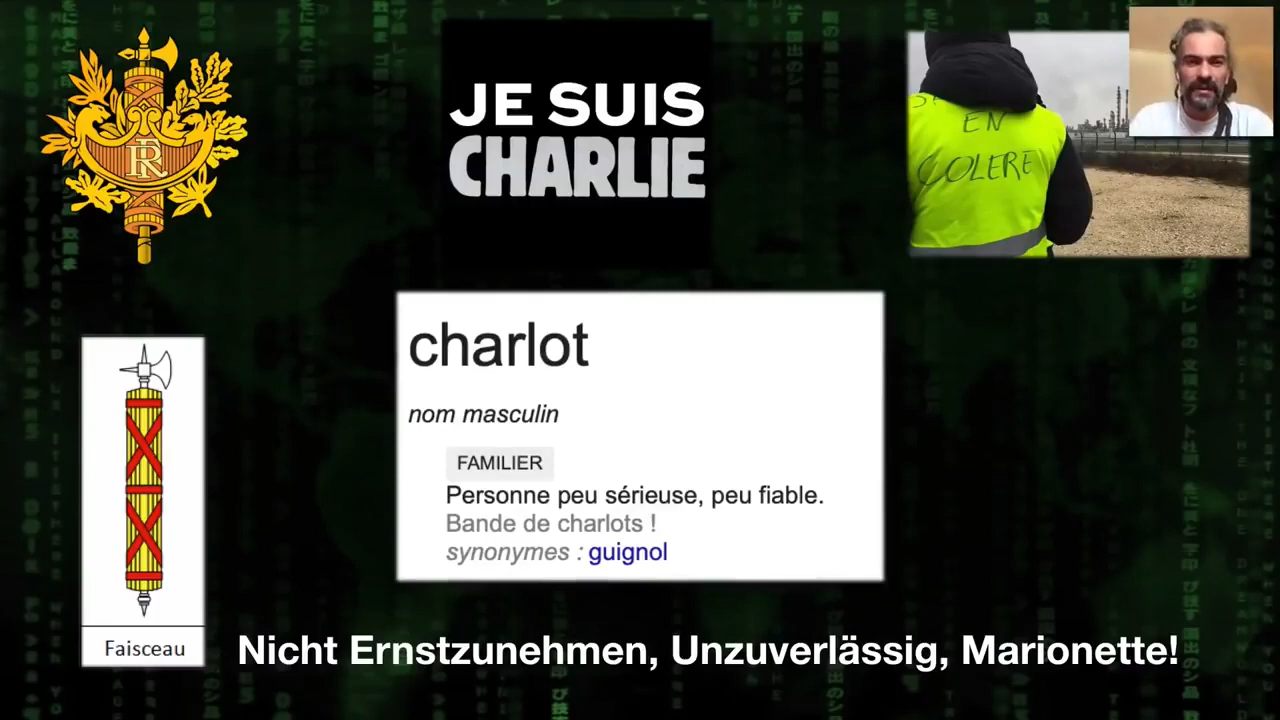 JE SUIS
CHARLIE
EN
COLERE
RF
charlot
nom masculin
FAMILIER
Personne peu sérieuse, peu fiable.
Bande de charlots !
synonymes : guignol
Faisceau
Nicht Ernstzunehmen, Unzuverlässig, Marionette!